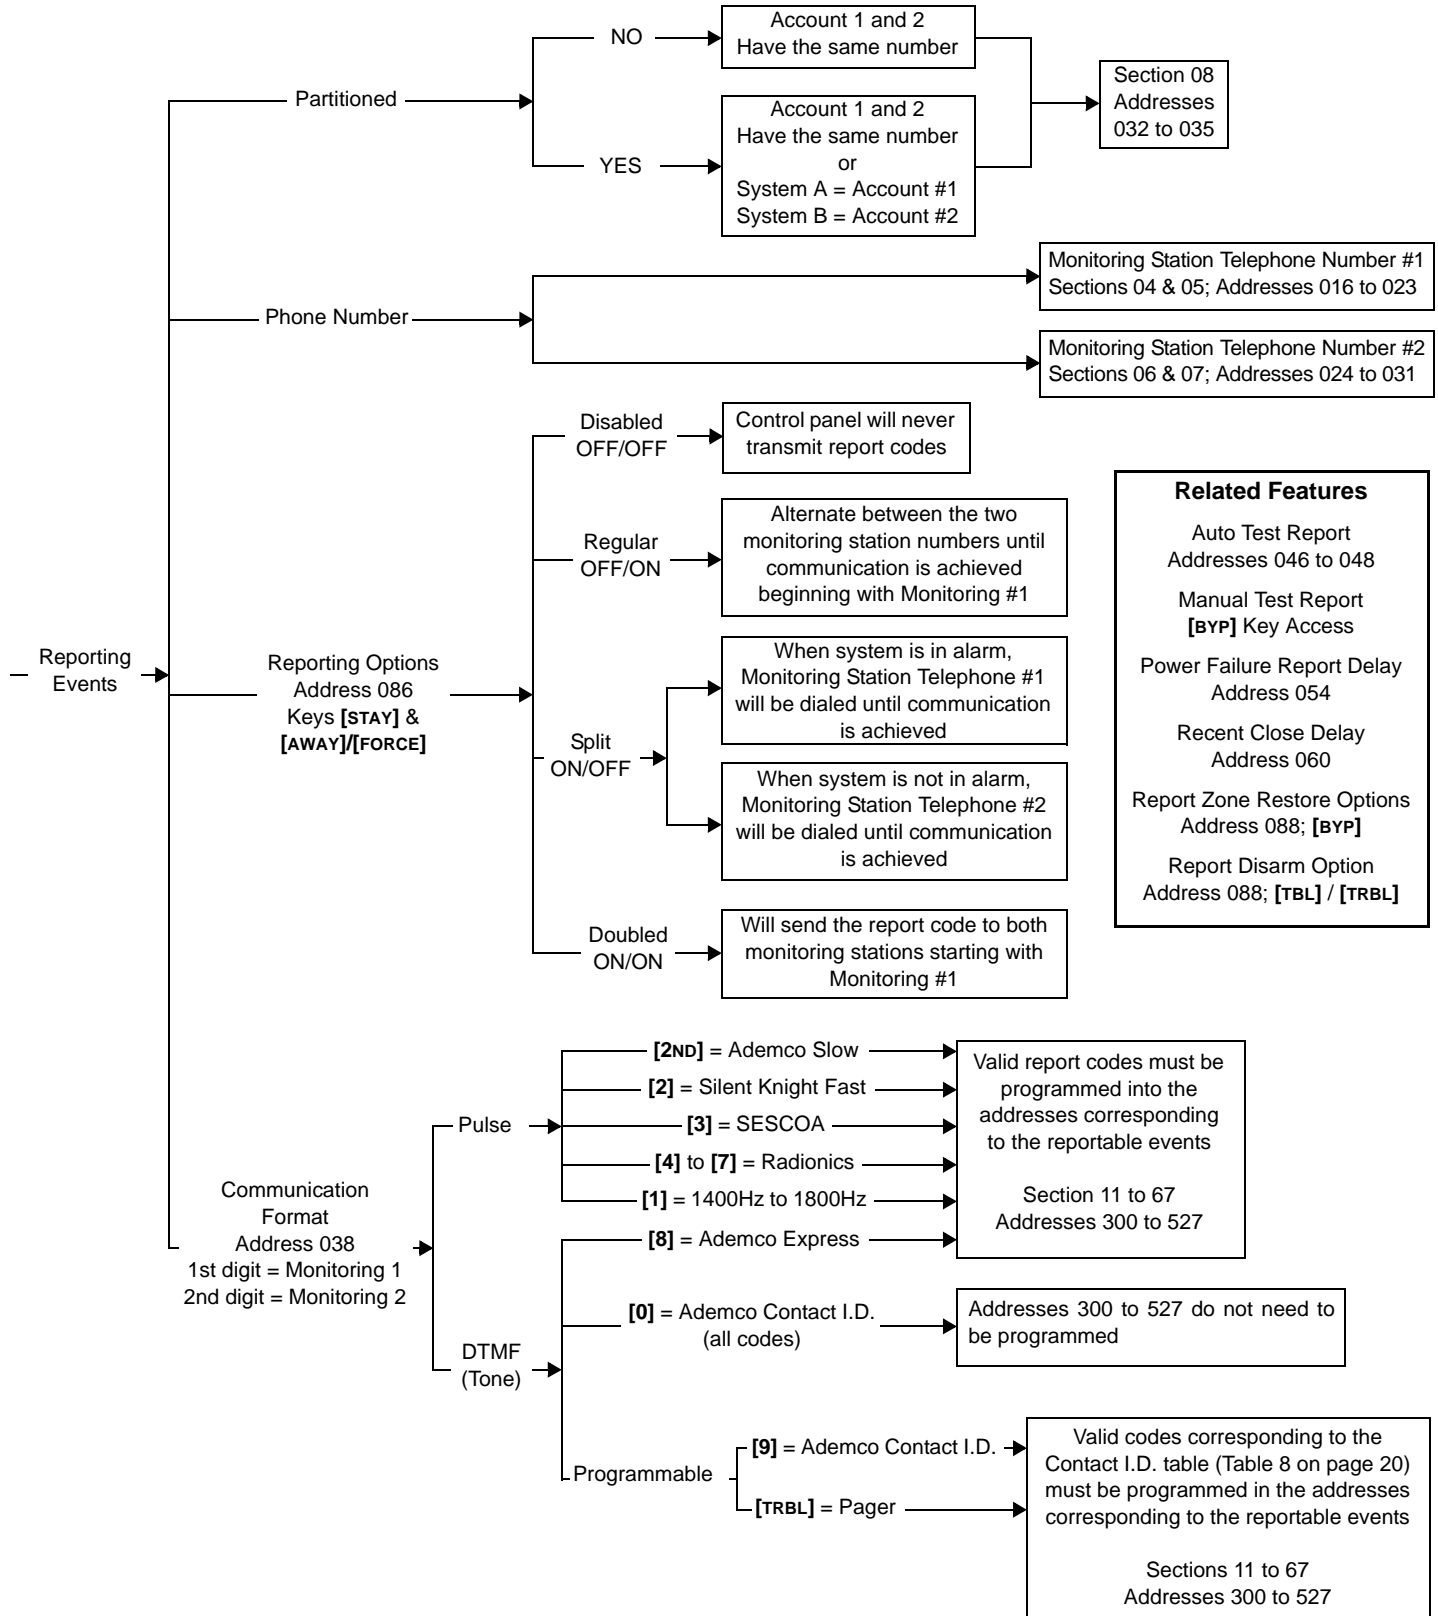 NO
Account 1 and 2
Have the same number
Partitioned
Section 08
Addresses
032 to 035
YES
Account 1 and 2
Have the same number
or
System A = Account #1
System B = Account #2
Phone Number
Monitoring Station Telephone Number #1
Sections 04 & 05; Addresses 016 to 023
Monitoring Station Telephone Number #2
Sections 06 & 07; Addresses 024 to 031
Reporting
Events
Reporting Options
Address 086
Keys [STAY] &
[AWAY]/[FORCE]
Disabled
OFF/OFF
Control panel will never
transmit report codes
Regular
OFF/ON
Alternate between the two
monitoring station numbers until
communication is achieved
beginning with Monitoring #1
Split
ON/OFF
When system is in alarm,
Monitoring Station Telephone #1
will be dialed until communication
is achieved
When system is not in alarm,
Monitoring Station Telephone #2
will be dialed until communication
is achieved
Doubled
ON/ON
Will send the report code to both
monitoring stations starting with
Monitoring #1
Related Features
Auto Test Report
Addresses 046 to 048
Manual Test Report
[BYP] Key Access
Power Failure Report Delay
Address 054
Recent Close Delay
Address 060
Report Zone Restore Options
Address 088; [BYP]
Report Disarm Option
Address 088; [TBL] / [TRBL]
Communication
Format
Address 038
1st digit = Monitoring 1
2nd digit = Monitoring 2
Pulse
[2ND] = Ademco Slow
[2] = Silent Knight Fast
[3] = SESCOA
[4] to [7] = Radionics
[1] = 1400Hz to 1800Hz
[8] = Ademco Express
Valid report codes must be
programmed into the
addresses corresponding
to the reportable events
Section 11 to 67
Addresses 300 to 527
DTMF
(Tone)
[0] = Ademco Contact I.D.
(all codes)
Addresses 300 to 527 do not need to
be programmed
Programmable
[9] = Ademco Contact I.D.
[TRBL] = Pager
Valid codes corresponding to the
Contact I.D. table (Table 8 on page 20)
must be programmed in the addresses
corresponding to the reportable events
Sections 11 to 67
Addresses 300 to 527